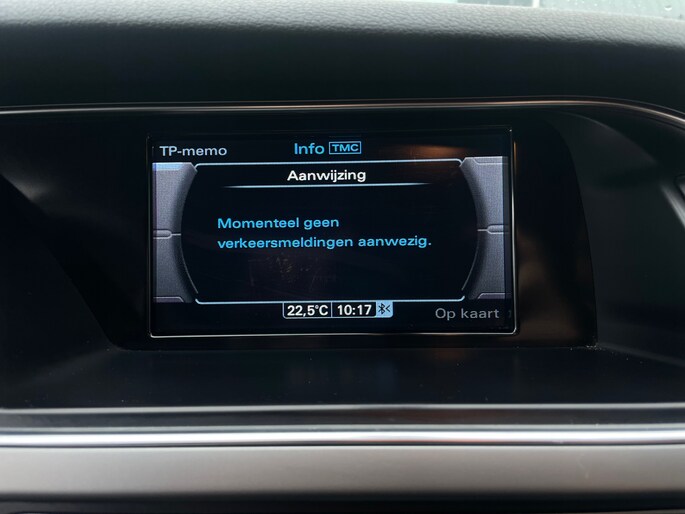 TP-memo
Info TMC
Aanwijzing
Momenteel geen
verkeersmeldingen aanwezig.
22,5°C 10:17
Op kaart